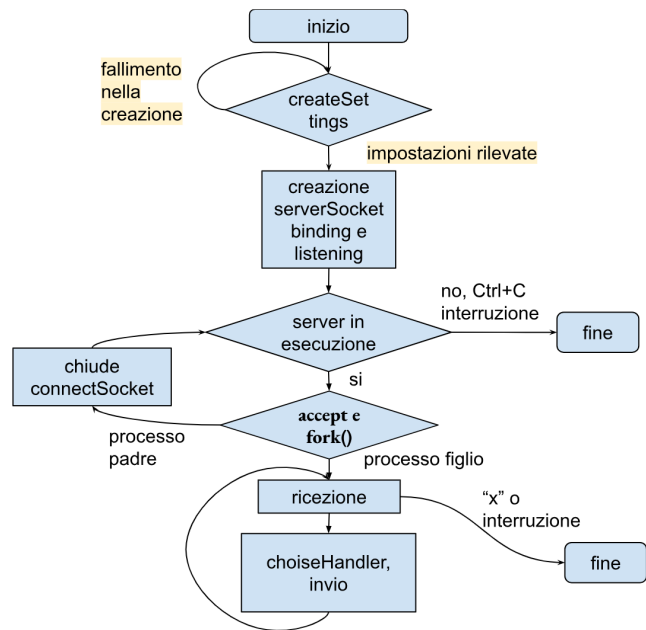 inizio
fallimento
nella
creazione
createSet
tings
impostazioni rilevate
creazione
serverSocket
binding e
listening
no, Ctrl+C
interruzione
server in
esecuzione
fine
chiude
connectSocket
si
accept e
fork()
processo
padre
processo figlio
ricezione
“x” o
interruzione
choiseHandler,
invio
fine